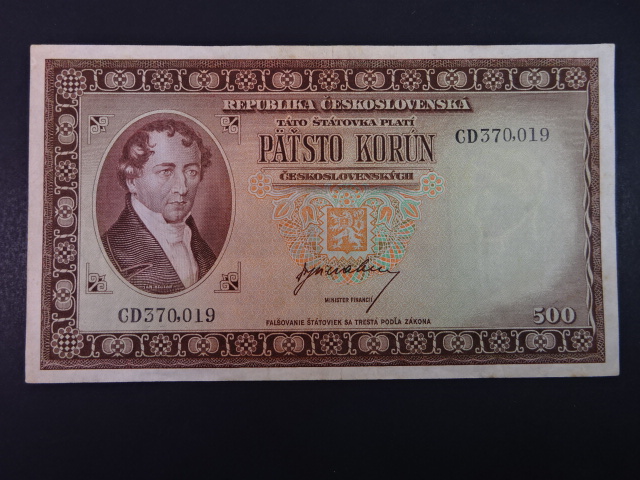 REPUBLIKA ČESKOSLOVENSKÁ
TÁTO ŠTÁTOVKA PLATÍ
PÄŤSTO KORÚN
CD370,019
ČESKOSLOVENSKÝCH
MINISTER FINANCIÍ
CD370,019
500
FALŠOVANIE ŠTÁTOVIEK SA TRESTÁ PODĽA ZÁKONA